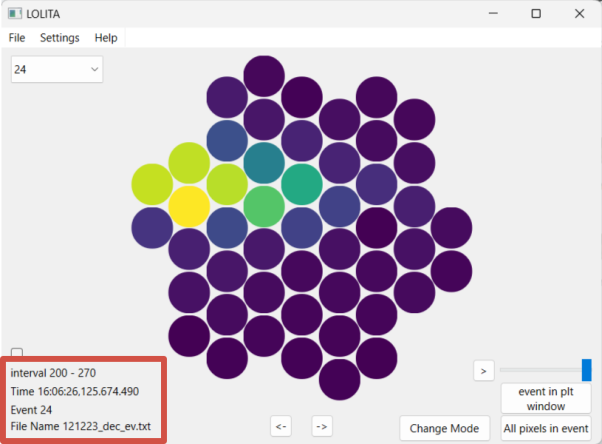 LOLITA
File Settings Help
24
interval 200 - 270
Time 16:06:26,125.674.490
Event 24
File Name 121223_dec_ev.txt
>
event in plt
window
<-
->
Change Mode
All pixels in event